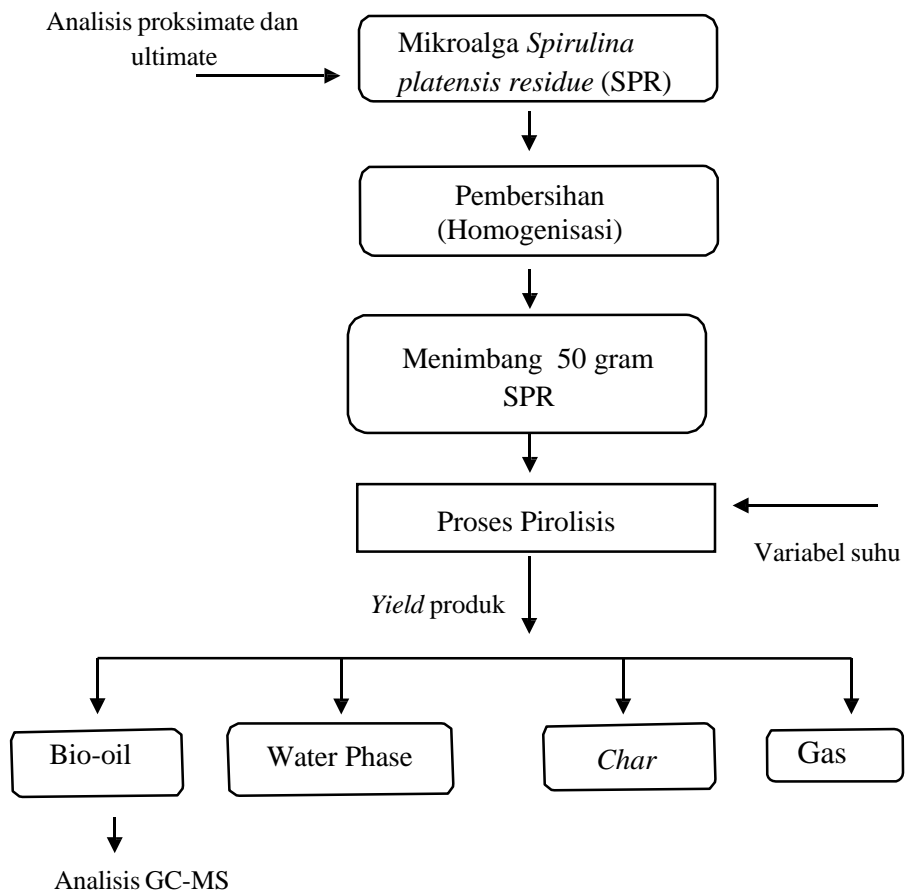 Analisis proksimate dan
ultimate
Mikroalga Spirulina
platensis residue (SPR)
Pembersihan
(Homogenisasi)
Menimbang 50 gram
SPR
Proses Pirolisis
Variabel suhu
Yield produk
Bio-oil
Water Phase
Char
Gas
Analisis GC-MS